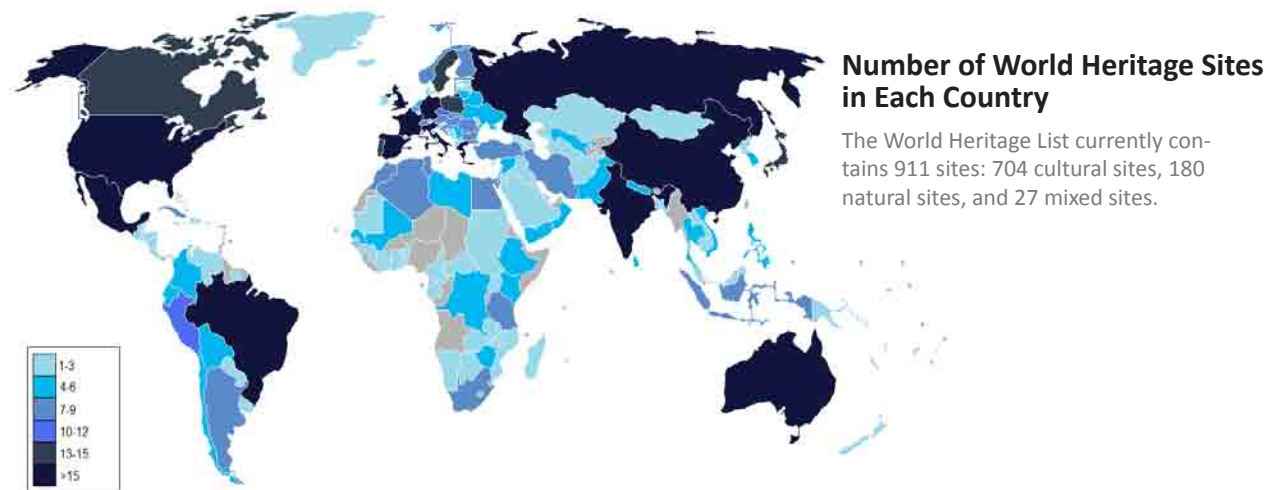 Number of World Heritage Sites
in Each Country
The World Heritage List currently con-
tains 911 sites: 704 cultural sites, 180
natural sites, and 27 mixed sites.
1-3
4-6
7-9
10-12
13-15
>15